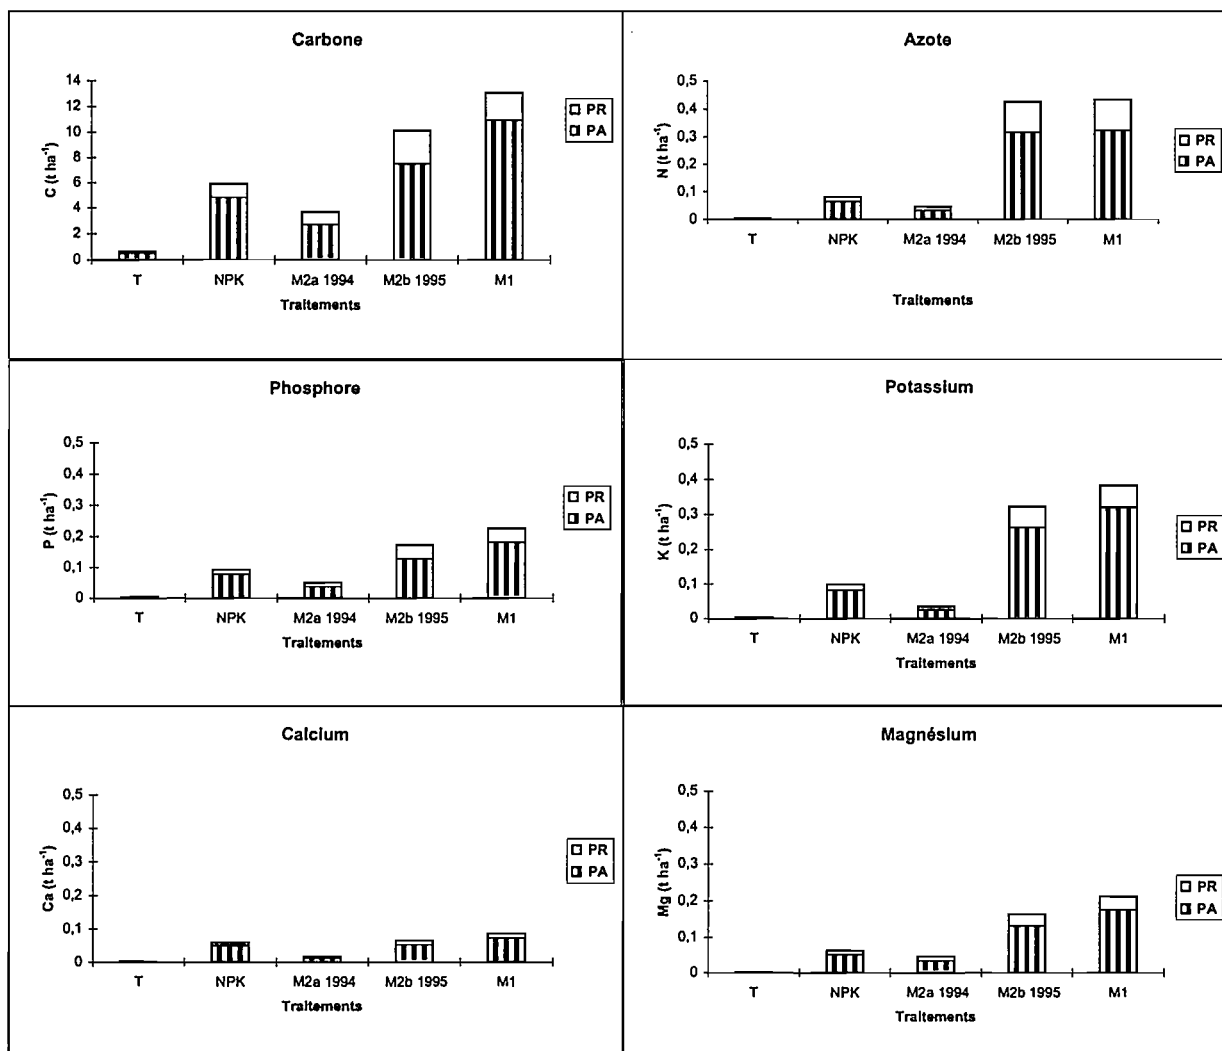 Carbone
14
12
10
8
6
4
2
0
C (t ha⁻¹)
T NPK M2a 1994 M2b 1995 M1
Traitements
PR
PA
Azote
0,5
0,4
0,3
0,2
0,1
0
N (t ha⁻¹)
T NPK M2a 1994 M2b 1995 M1
Traitements
PR
PA
Phosphore
0,5
0,4
0,3
0,2
0,1
0
P (t ha⁻¹)
T NPK M2a 1994 M2b 1995 M1
Traitements
PR
PA
Potassium
0,5
0,4
0,3
0,2
0,1
0
K (t ha⁻¹)
T NPK M2a 1994 M2b 1995 M1
Traitements
PR
PA
Calcium
0,5
0,4
0,3
0,2
0,1
0
Ca (t ha⁻¹)
T NPK M2a 1994 M2b 1995 M1
Traitements
PR
PA
Magnésium
0,5
0,4
0,3
0,2
0,1
0
Mg (t ha⁻¹)
T NPK M2a 1994 M2b 1995 M1
Traitements
PR
PA